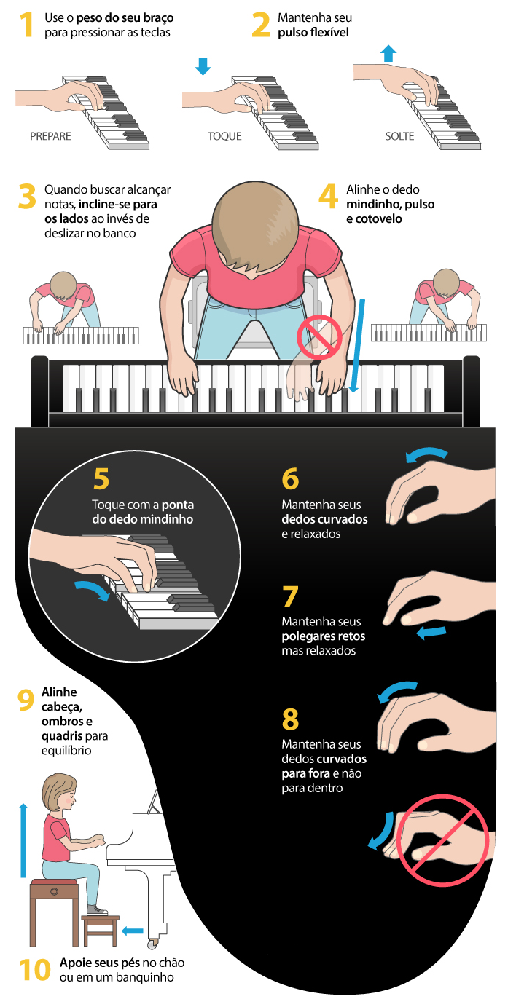 1
Use o peso do seu braço
para pressionar as teclas
2
Mantenha seu
pulso flexível
PREPARE
TOQUE
SOLTE
3
Quando buscar alcançar
notas, incline-se para
os lados ao invés de
deslizar no banco
4
Alinhe o dedo
mindinho, pulso
e cotovelo
5
Toque com a ponta
do dedo mindinho
6
Mantenha seus
dedos curvados
e relaxados
7
Mantenha seus
polegares retos
mas relaxados
8
Mantenha seus
dedos curvados
para fora e não
para dentro
9
Alinhe
cabeça,
ombros e
quadris para
equilíbrio
10
Apoie seus pés no chão
ou em um banquinho